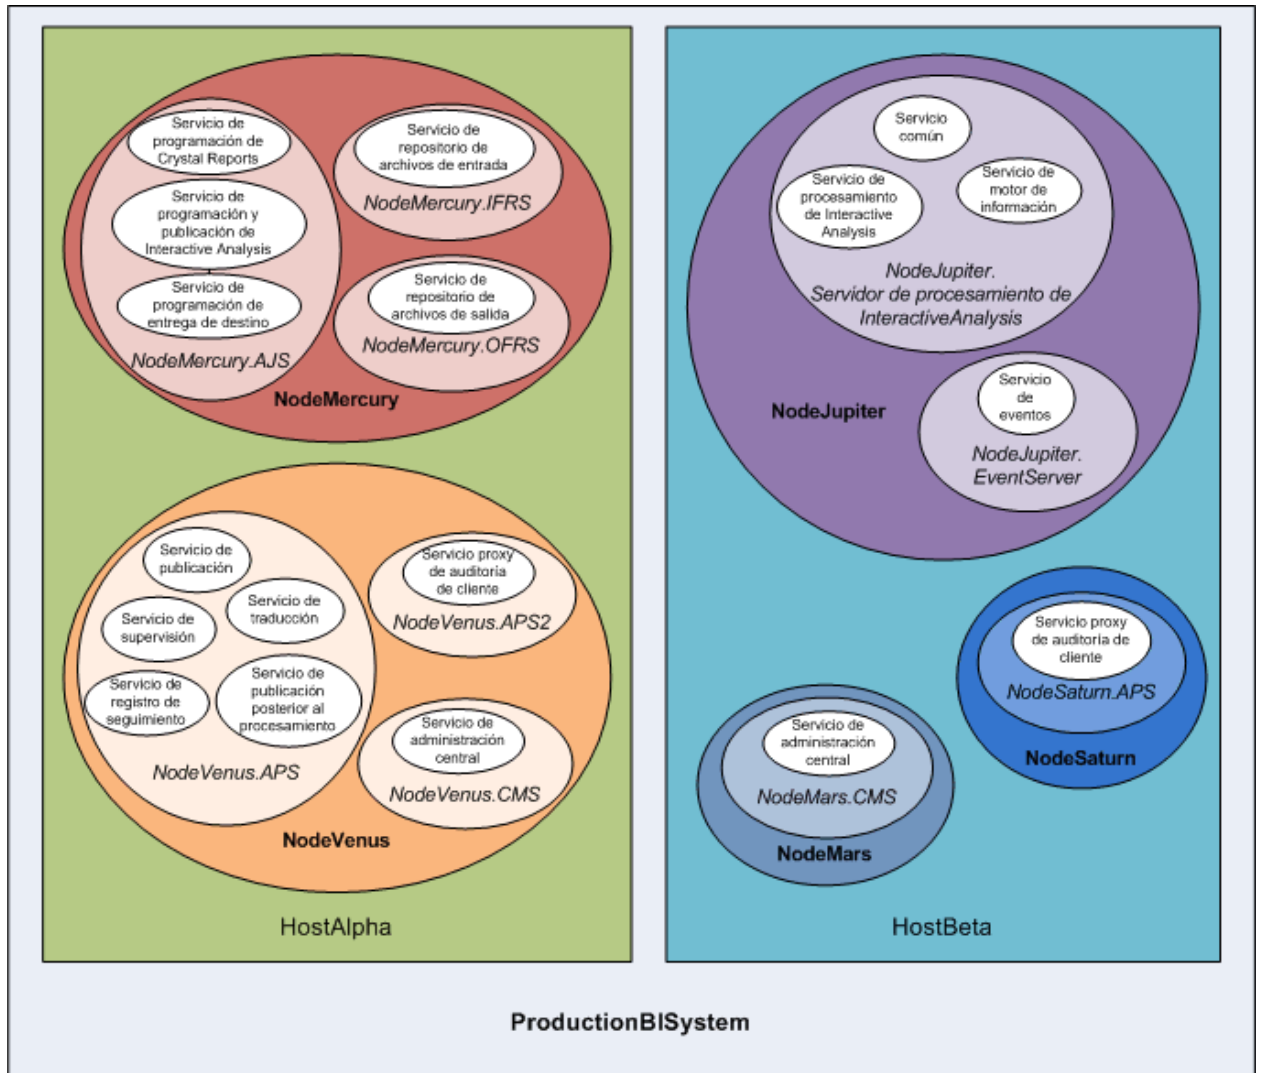 Servicio de
programación de
Crystal Reports
Servicio de
programación y
publicación de
Interactive Analysis
Servicio de
programación de
entrega de destino
NodeMercury.AJS
Servicio de
repositorio de
archivos de entrada
NodeMercury.IFRS
Servicio de
repositorio de
archivos de salida
NodeMercury.OFRS
NodeMercury
Servicio de
publicación
Servicio de
supervisión
Servicio de
traducción
Servicio de
registro de
seguimiento
Servicio de
publicación
posterior al
procesamiento
NodeVenus.APS
Servicio proxy
de auditoría
de cliente
NodeVenus.APS2
Servicio de
administración
central
NodeVenus.CMS
NodeVenus
HostAlpha
Servicio
común
Servicio de
procesamiento
de Interactive
Analysis
Servicio de
motor de
información
NodeJupiter.
Servidor de procesamiento de
InteractiveAnalysis
Servicio
de
eventos
NodeJupiter.
EventServer
NodeJupiter
Servicio proxy
de auditoría de
cliente
NodeSaturn.APS
NodeSaturn
Servicio de
administración
central
NodeMars.CMS
NodeMars
HostBeta
ProductionBISystem